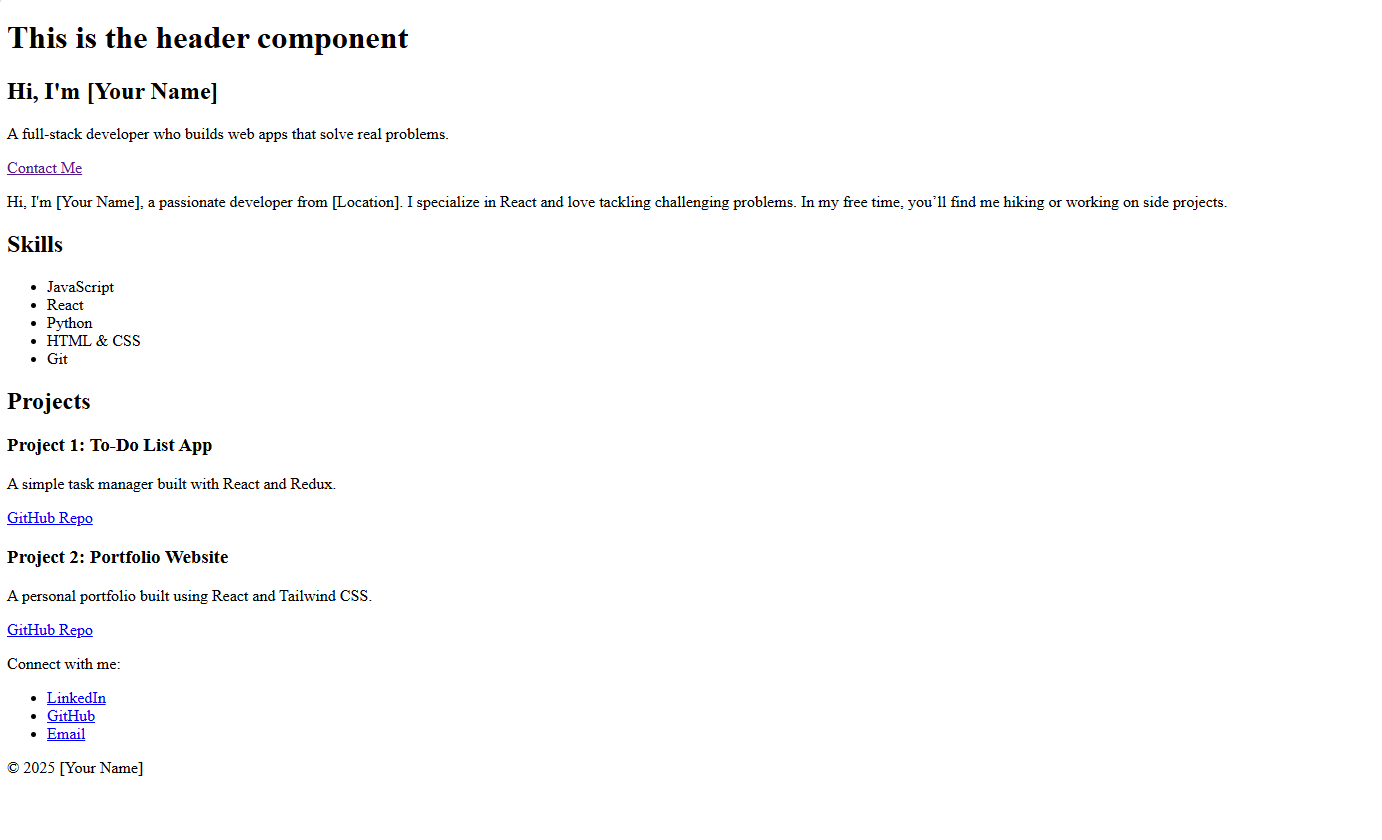 This is the header component
Hi, I'm [Your Name]
A full-stack developer who builds web apps that solve real problems.
Contact Me
Hi, I'm [Your Name], a passionate developer from [Location]. I specialize in React and love tackling challenging problems. In my free time, you’ll find me hiking or working on side projects.
Skills
• JavaScript
• React
• Python
• HTML & CSS
• Git
Projects
Project 1: To-Do List App
A simple task manager built with React and Redux.
GitHub Repo
Project 2: Portfolio Website
A personal portfolio built using React and Tailwind CSS.
GitHub Repo
Connect with me:
• LinkedIn
• GitHub
• Email
© 2025 [Your Name]